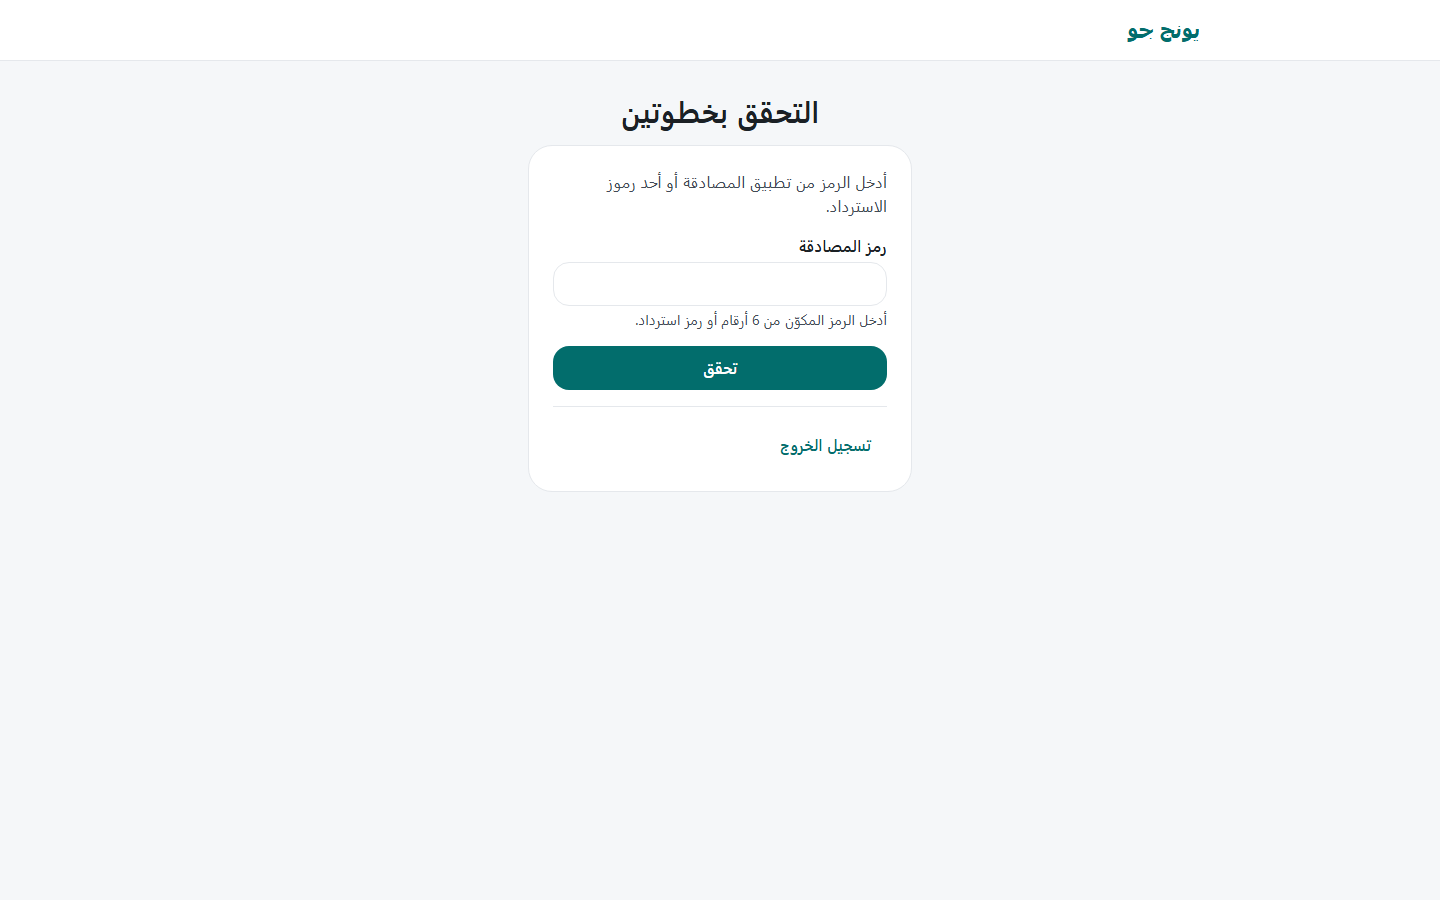 يونج جو
التحقق بخطوتين
أدخل الرمز من تطبيق المصادقة أو أحد رموز
الاسترداد.
رمز المصادقة
أدخل الرمز المكوّن من 6 أرقام أو رمز استرداد.
تحقق
تسجيل الخروج